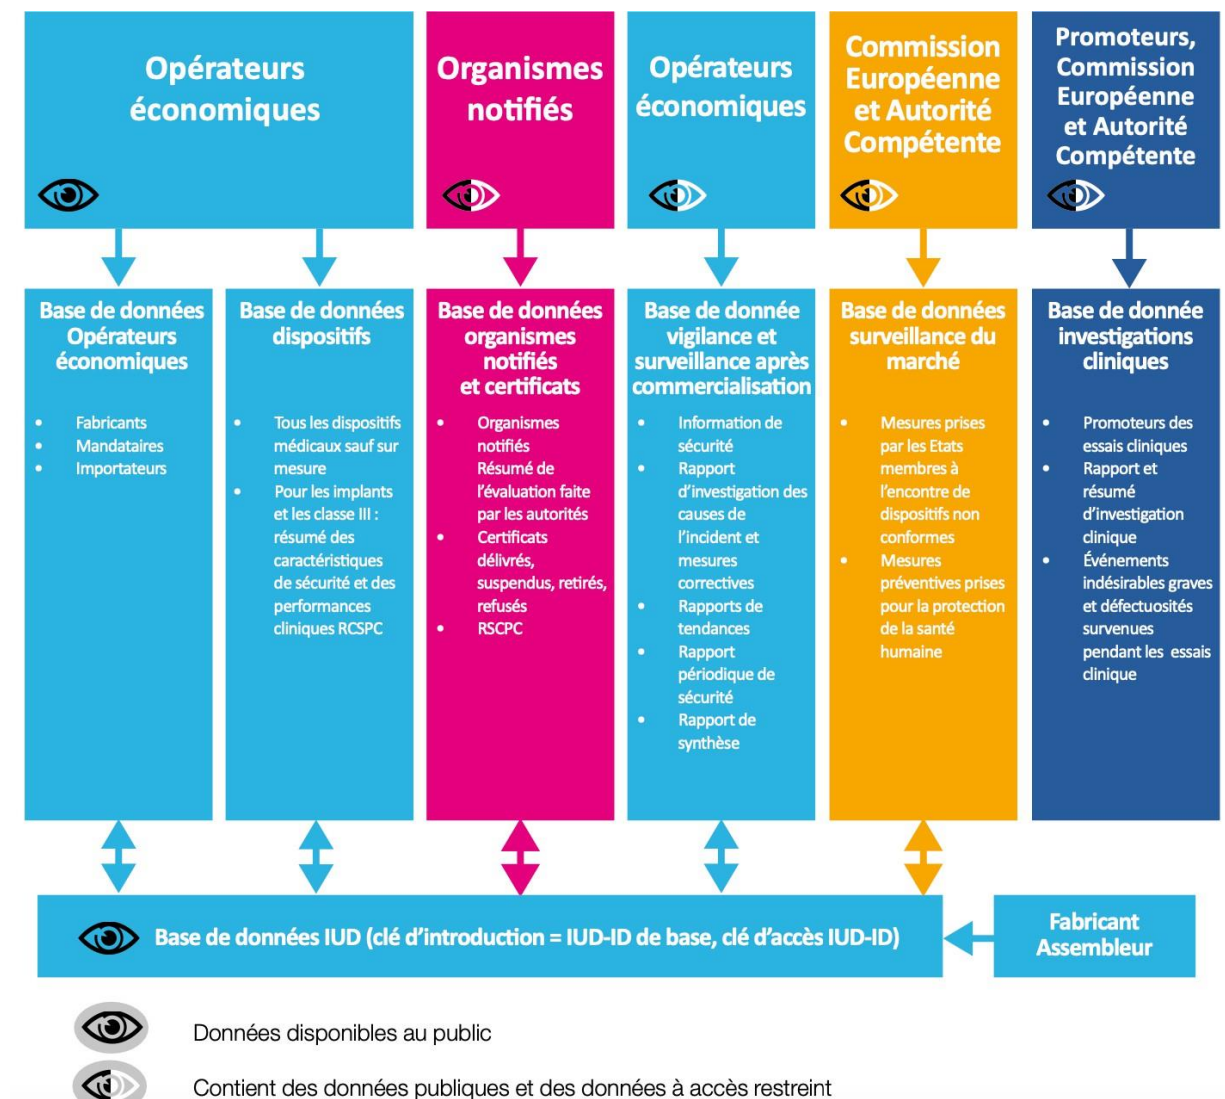 Opérateurs
économiques
Organismes
notifiés
Opérateurs
économiques
Commission
Européenne
et Autorité
Compétente
Promoteurs,
Commission
Européenne
et Autorité
Compétente
Base de données
Opérateurs
économiques
• Fabricants
• Mandataires
• Importateurs
Base de données
dispositifs
• Tous les dispositifs
médicaux sauf sur
mesure
• Pour les implants
et les classe III :
résumé des
caractéristiques
de sécurité et des
performances
cliniques RCSPC
Base de données
organismes
notifiés
et certificats
• Organismes
notifiés
Résumé de
l’évaluation faite
par les autorités
• Certificats
délivrés,
suspendus, retirés,
refusés
• RSCPC
Base de donnée
vigilance et
surveillance après
commercialisation
• Information de
sécurité
• Rapport
d’investigation des
causes de
l’incident et
mesures
correctives
• Rapports de
tendances
• Rapport
périodique de
sécurité
• Rapport de
synthèse
Base de données
surveillance du
marché
• Mesures prises
par les Etats
membres à
l’encontre de
dispositifs non
conformes
• Mesures
préventives prises
pour la protection
de la santé
humaine
Base de donnée
investigations
cliniques
• Promoteurs des
essais cliniques
• Rapport et
résumé
d’investigation
clinique
• Événements
indésirables graves
et défectuosités
survenues
pendant les essais
clinique
Base de données IUD (clé d’introduction = IUD-ID de base, clé d’accès IUD-ID)
Fabricant
Assembleur
Données disponibles au public
Contient des données publiques et des données à accès restreint